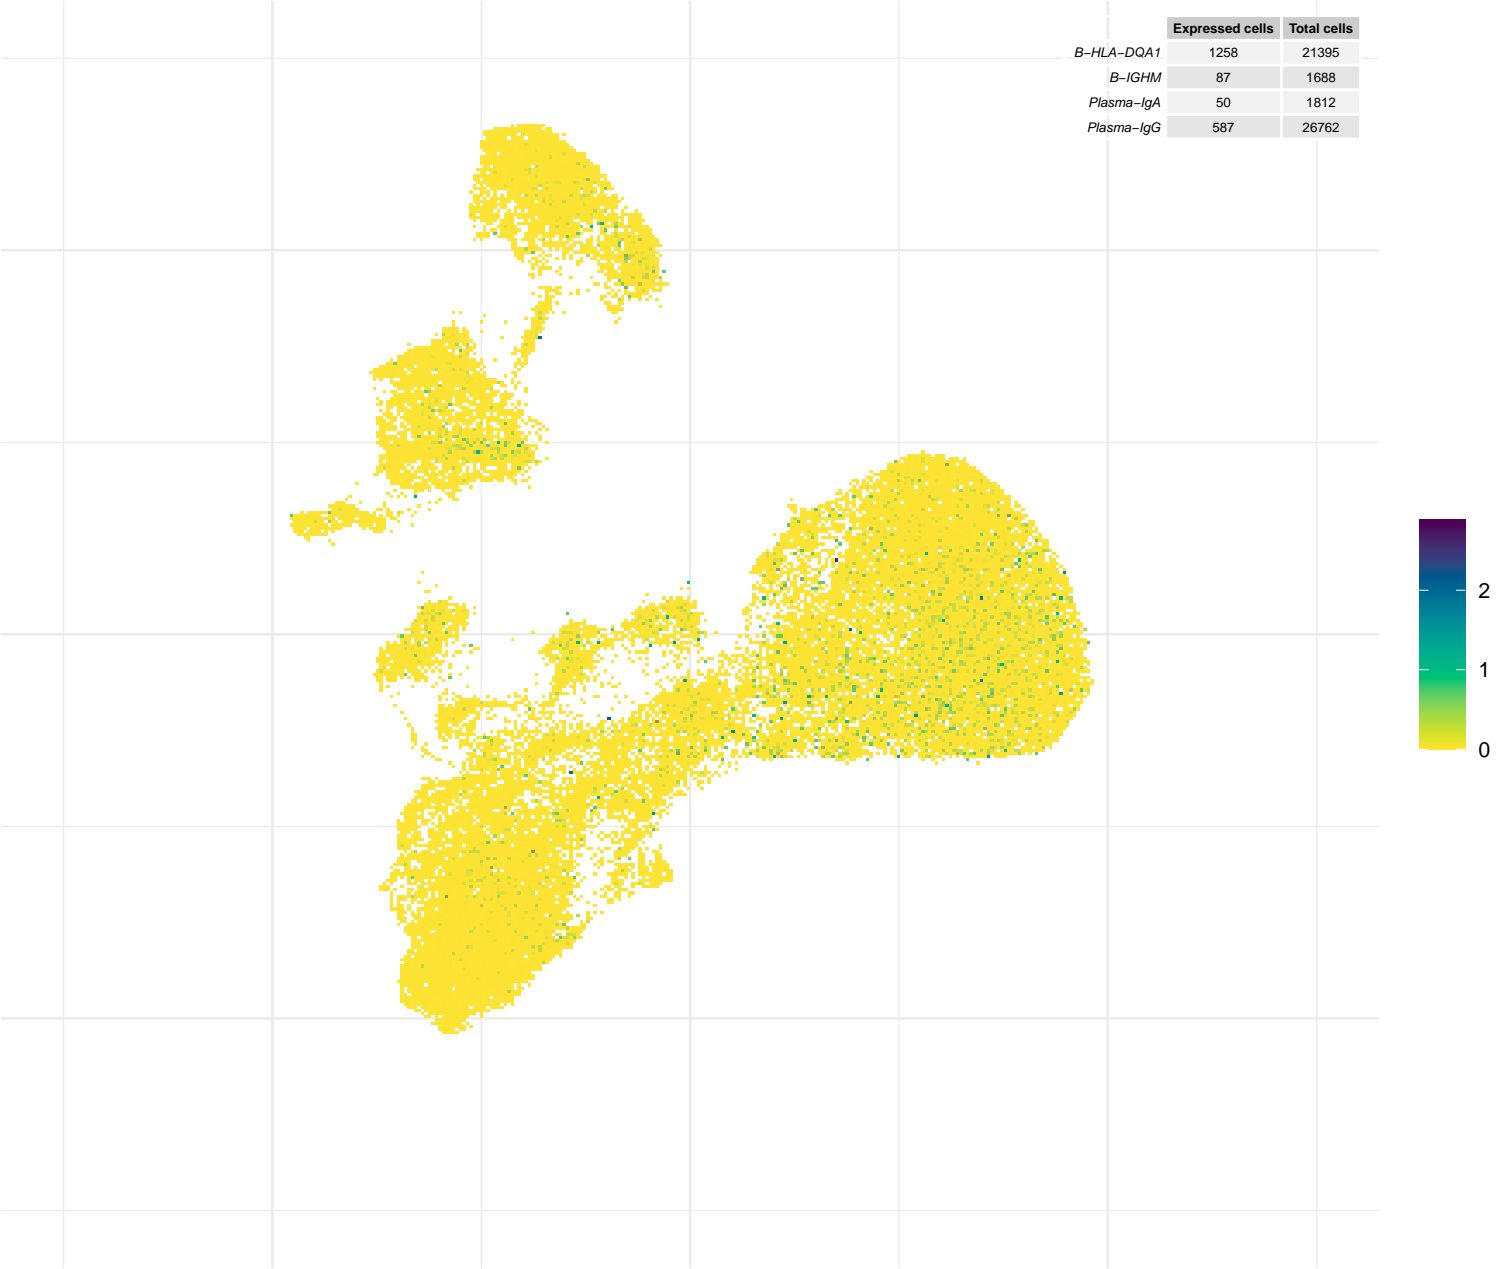 Expressed cells Total cells
B−HLA−DQA1 1258 21395
B−IGHM 87 1688
Plasma−IgA 50 1812
Plasma−IgG 587 26762
2
1
0